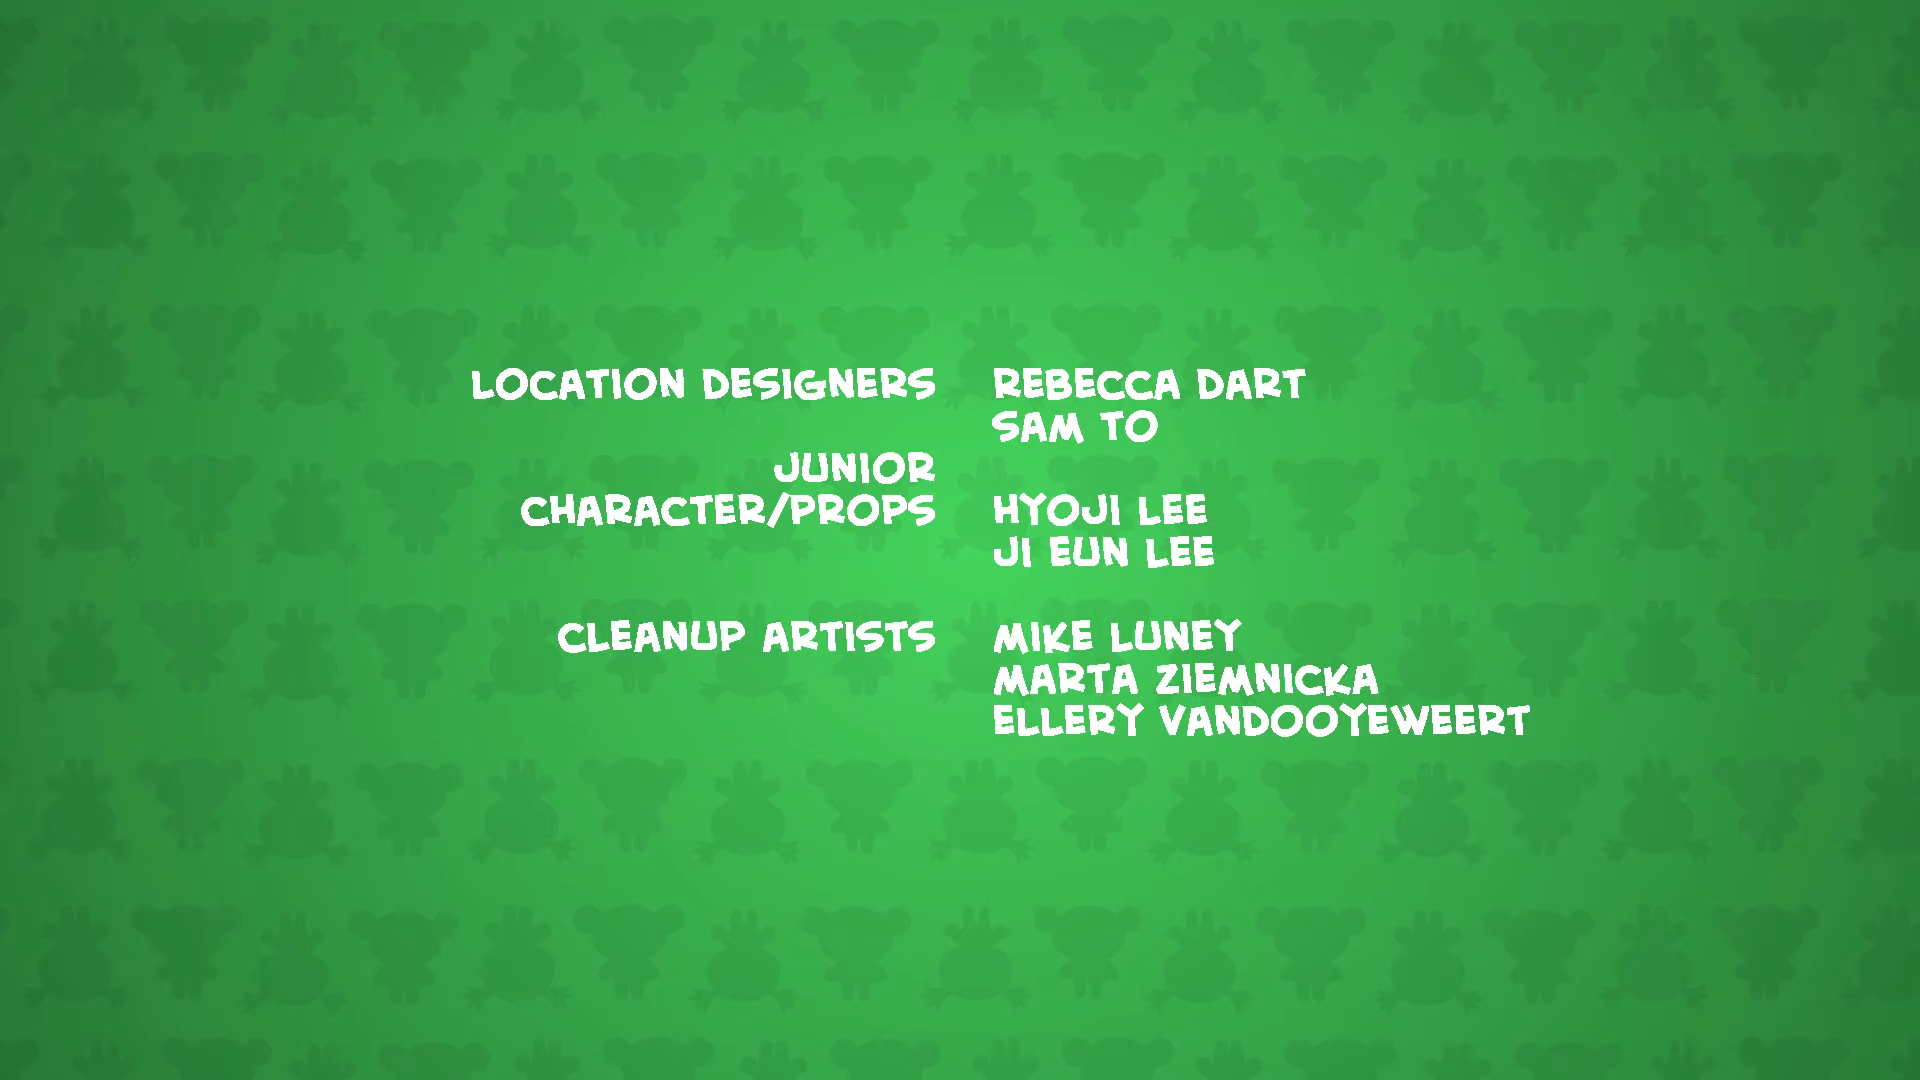 LOCATION DESIGNERS REBECCA DART
SAM TO
JUNIOR
CHARACTER/PROPS HYOJI LEE
JI EUN LEE
CLEANUP ARTISTS MIKE LUNEY
MARTA ZIEMNICKA
ELLERY VANDOOYEWEERT